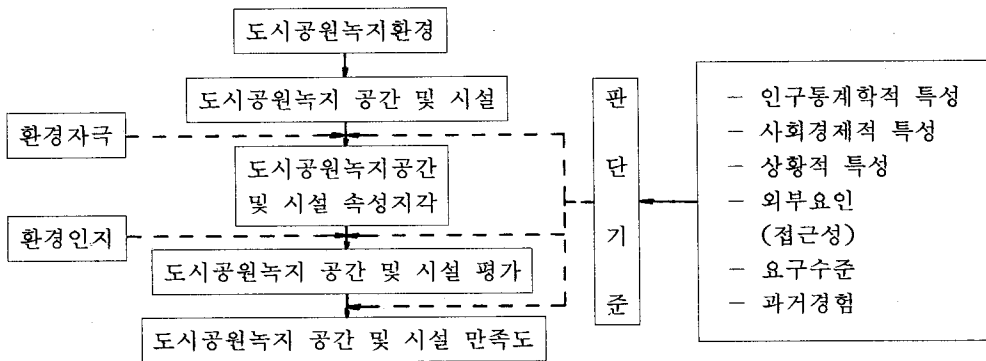 도시공원녹지환경
도시공원녹지 공간 및 시설
환경자극
도시공원녹지공간
및 시설 속성지각
환경인지
도시공원녹지 공간 및 시설 평가
도시공원녹지 공간 및 시설 만족도
판
단
기
준
- 인구통계학적 특성
- 사회경제적 특성
- 상황적 특성
- 외부요인
(접근성)
- 요구수준
- 과거경험